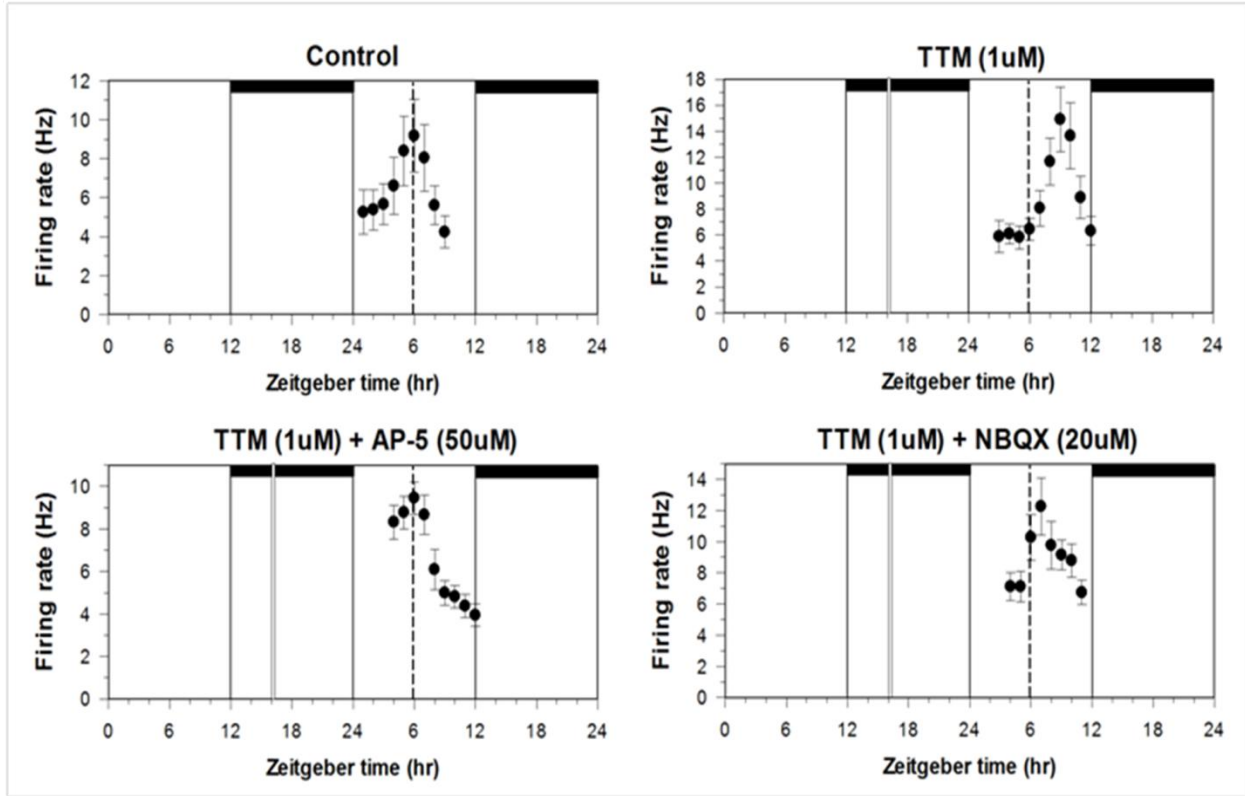 Control
12
10
8
6
4
2
0
Firing rate (Hz)
0 6 12 18 24 6 12 18 24
Zeitgeber time (hr)
TTM (1uM)
18
16
14
12
10
8
6
4
2
0
Firing rate (Hz)
0 6 12 18 24 6 12 18 24
Zeitgeber time (hr)
TTM (1uM) + AP-5 (50uM)
10
8
6
4
2
0
Firing rate (Hz)
0 6 12 18 24 6 12 18 24
Zeitgeber time (hr)
TTM (1uM) + NBQX (20uM)
14
12
10
8
6
4
2
0
Firing rate (Hz)
0 6 12 18 24 6 12 18 24
Zeitgeber time (hr)